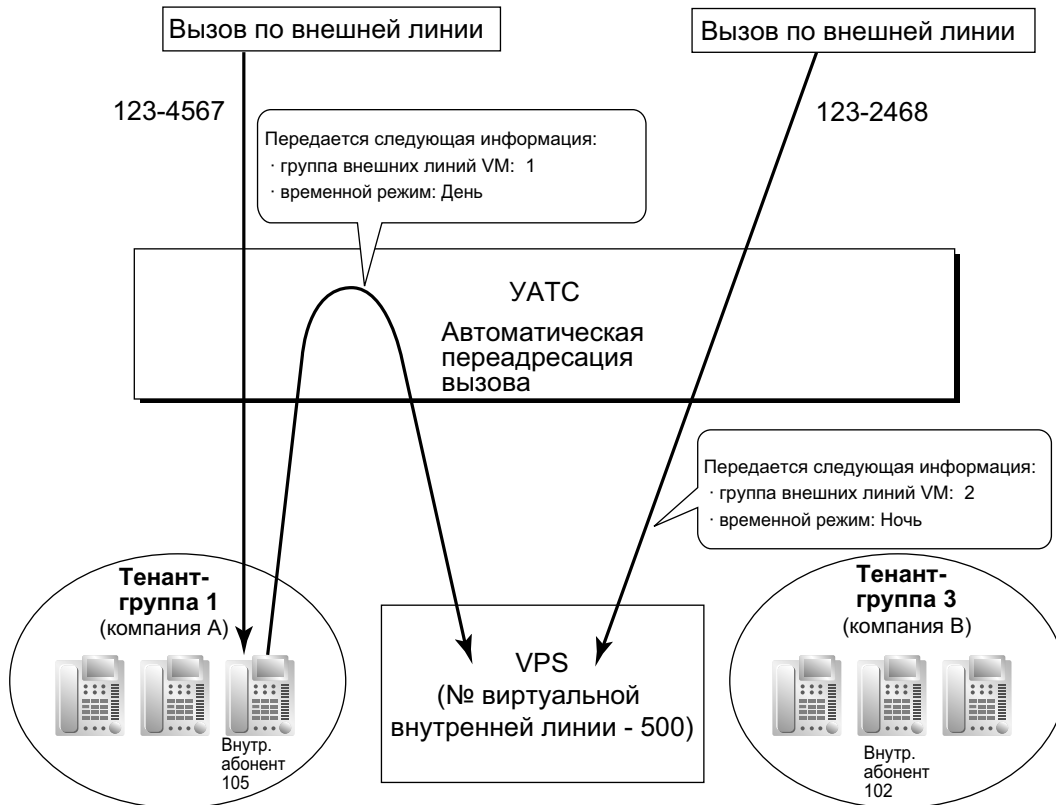 Вызов по внешней линии
Вызов по внешней линии
123-4567
123-2468
Передается следующая информация:
· группа внешних линий VM: 1
· временной режим: День
УАТС
Автоматическая
переадресация
вызова
Передается следующая информация:
· группа внешних линий VM: 2
· временной режим: Ночь
Тенант-
группа 1
(компания A)
Внутр.
абонент
105
VPS
(№ виртуальной
внутренней линии - 500)
Тенант-
группа 3
(компания B)
Внутр.
абонент
102